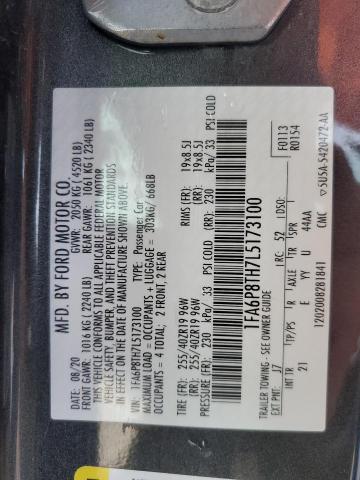 MFD. BY FORD MOTOR CO.
DATE: 08/20 GVWR: 2050 KG ( 4520 LB)
FRONT GAWR: 1016 KG ( 2240 LB) REAR GAWR: 1061 KG ( 2340 LB)
THIS VEHICLE CONFORMS TO ALL APPLICABLE FEDERAL MOTOR
VEHICLE SAFETY, BUMPER, AND THEFT PREVENTION STANDARDS
IN EFFECT ON THE DATE OF MANUFACTURE SHOWN ABOVE.
VIN: 1FA6P8TH7L5173100 TYPE: Passenger Car
MAXIMUM LOAD = OCCUPANTS + LUGGAGE = 303KG/ 668LB
OCCUPANTS = 4 TOTAL; 2 FRONT, 2 REAR
TIRE (FR): 255/40ZR19 96W RIMS (FR): 19x8.5J
(RR): 255/40ZR19 96W (RR): 19x8.5J
PRESSURE (FR): 230 kPa/ 33 PSI COLD (RR): 230 kPa/ 33 PSI COLD
1FA6P8TH7L5173100
TRAILER TOWING - SEE OWNER GUIDE F0113
R0154
EXT PNT: J7 RC: 52 DSO:
INT TR TP/PS R AXLE TR SPR
21 E YY U 44AA
1202008281841 CMC 5U5A-5420472-AA